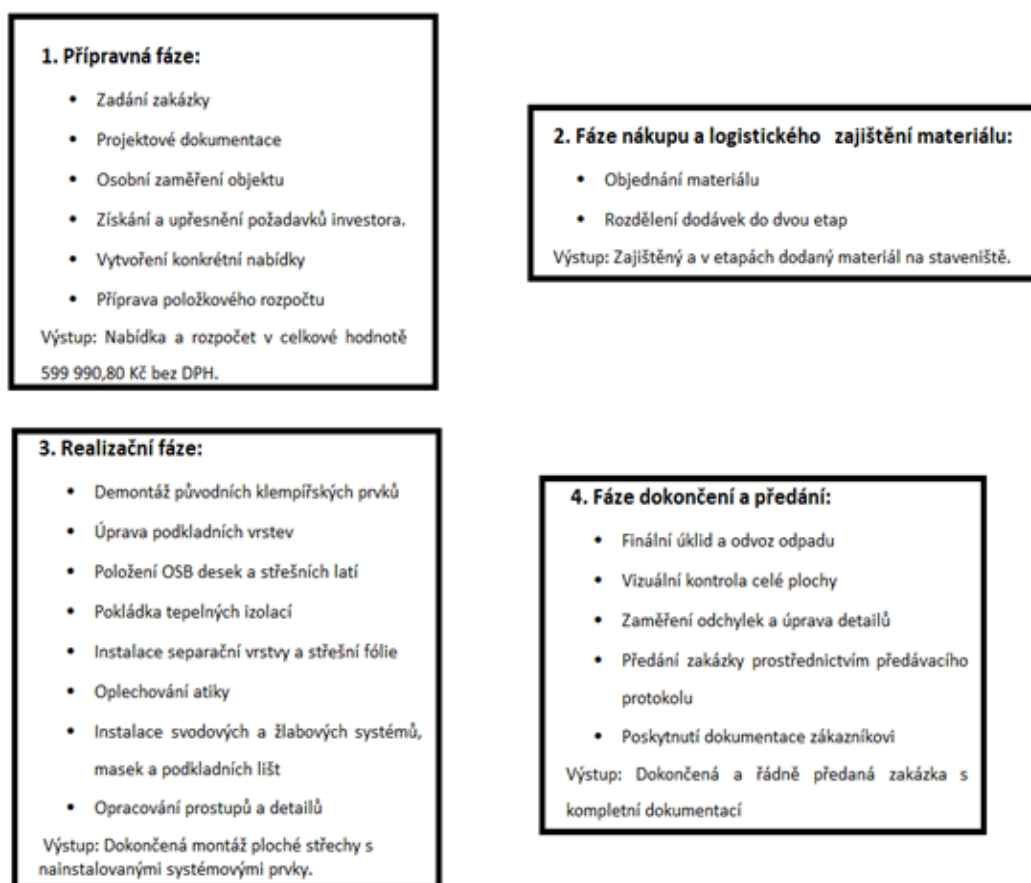 1. Přípravná fáze:
• Zadání zakázky
• Projektové dokumentace
• Osobní zaměření objektu
• Získání a upřesnění požadavků investora.
• Vytvoření konkrétní nabídky
• Příprava položkového rozpočtu
Výstup: Nabídka a rozpočet v celkové hodnotě
599 990,80 Kč bez DPH.
2. Fáze nákupu a logistického zajištění materiálu:
• Objednání materiálu
• Rozdělení dodávek do dvou etap
Výstup: Zajištěný a v etapách dodaný materiál na staveniště.
3. Realizační fáze:
• Demontáž původních klempířských prvků
• Úprava podkladních vrstev
• Položení OSB desek a střešních latí
• Pokládka tepelných izolací
• Instalace separační vrstvy a střešní fólie
• Oplechování atiky
• Instalace svodových a žlabových systémů,
masek a podkladních lišt
• Opracování prostupů a detailů
Výstup: Dokončená montáž ploché střechy s
nainstalovanými systémovými prvky.
4. Fáze dokončení a předání:
• Finální úklid a odvoz odpadu
• Vizuální kontrola celé plochy
• Zaměření odchylek a úprava detailů
• Předání zakázky prostřednictvím předávacího
protokolu
• Poskytnutí dokumentace zákazníkovi
Výstup: Dokončená a řádně předaná zakázka s
kompletní dokumentací